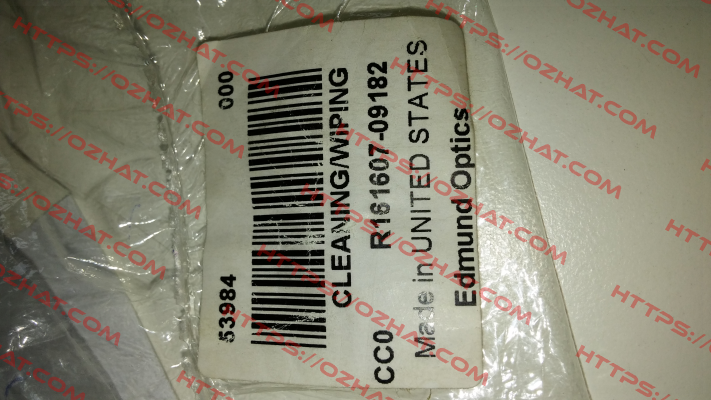 53984 000
CLEANING/WIPING
CC0 R161607-09182
Made in UNITED STATES
Edmund Optics
HTTPS://OZHAT.COM